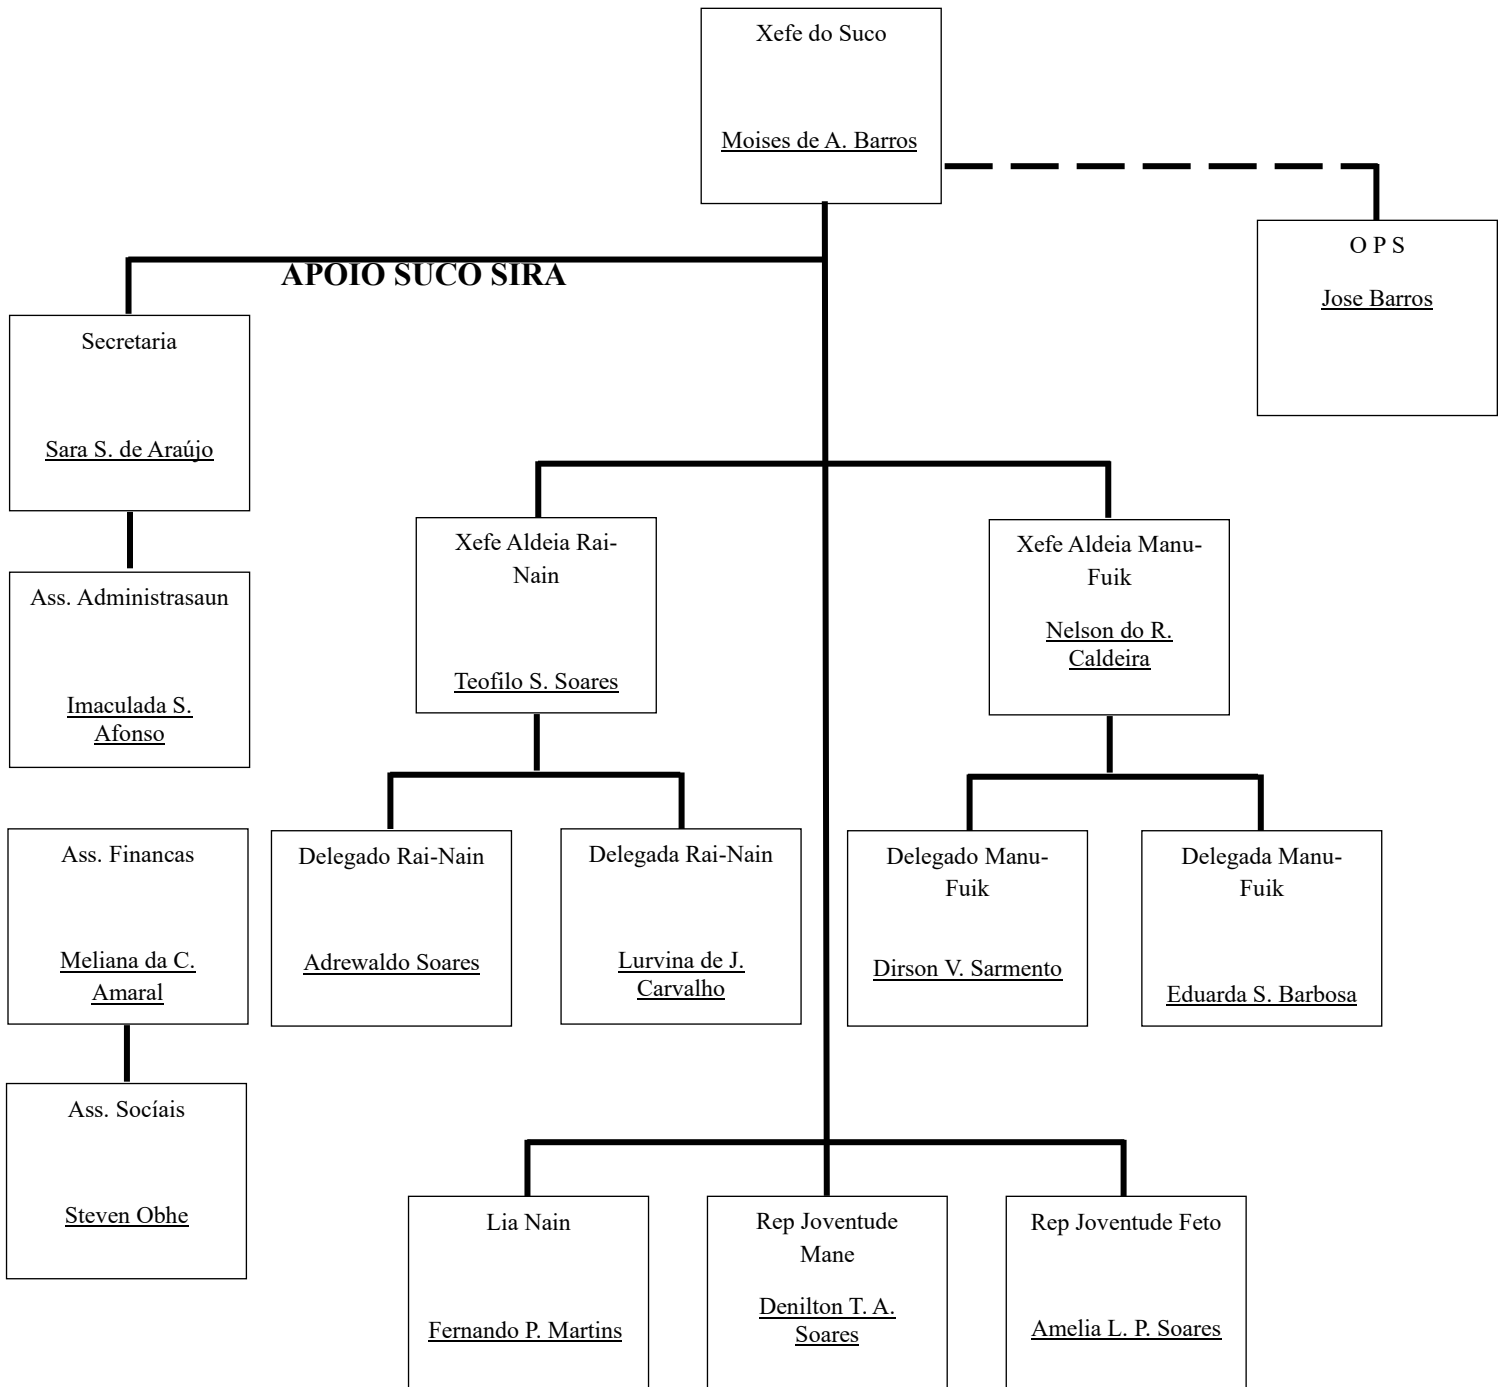 Xefe do Suco
Moises de A. Barros
O P S
Jose Barros
APOIO SUCO SIRA
Secretaria
Sara S. de Araújo
Xefe Aldeia Rai-
Nain
Teofilo S. Soares
Xefe Aldeia Manu-
Fuik
Nelson do R.
Caldeira
Ass. Administrasaun
Imaculada S.
Afonso
Ass. Financas
Meliana da C.
Amaral
Delegado Rai-Nain
Adrewaldo Soares
Delegada Rai-Nain
Lurvina de J.
Carvalho
Delegado Manu-
Fuik
Dirson V. Sarmento
Delegada Manu-
Fuik
Eduarda S. Barbosa
Ass. Socíais
Steven Obhe
Lia Nain
Fernando P. Martins
Rep Joventude
Mane
Denilton T. A.
Soares
Rep Joventude Feto
Amelia L. P. Soares